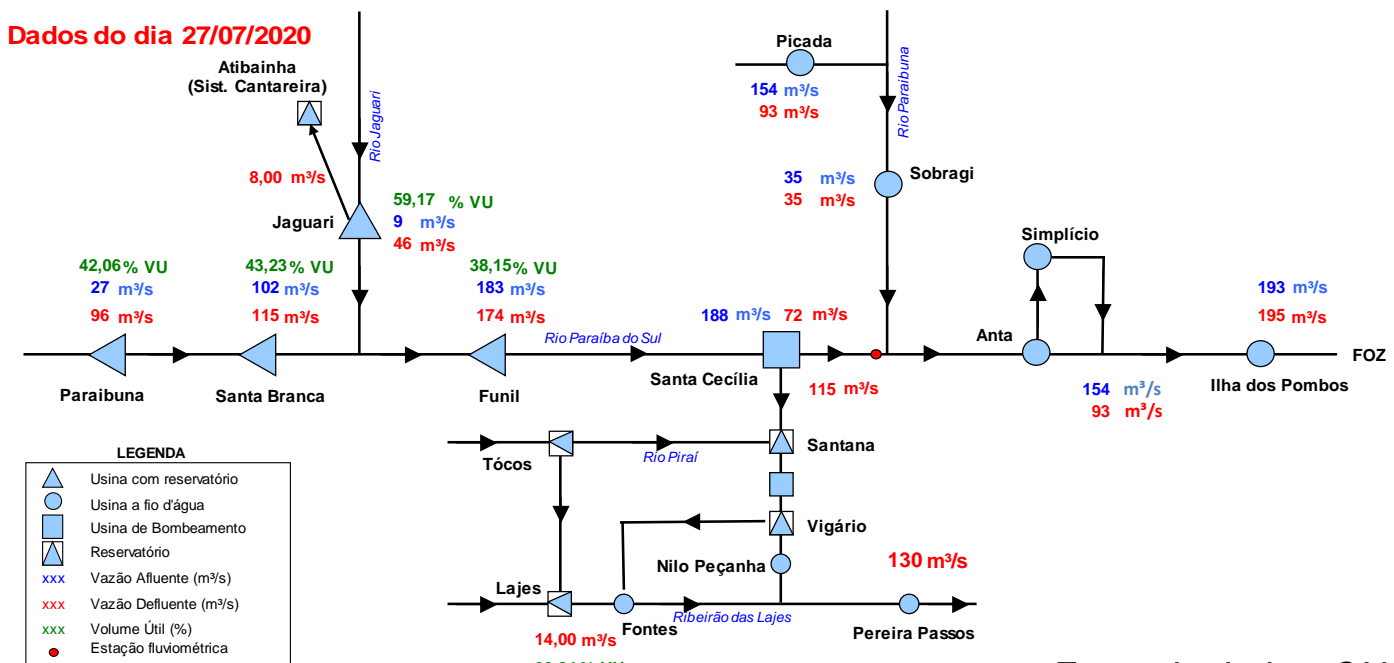 Dados do dia 27/07/2020
Atibainha
(Sist. Cantareira)
Rio Jaguari
8,00 m³/s
Jaguari
59,17 % VU
9 m³/s
46 m³/s
Picada
154 m³/s
93 m³/s
Rio Paraibuna
35 m³/s
35 m³/s
Sobragi
Simplício
42,06 % VU
27 m³/s
96 m³/s
Paraibuna
43,23 % VU
102 m³/s
115 m³/s
Santa Branca
38,15 % VU
183 m³/s
174 m³/s
Funil
Rio Paraíba do Sul
188 m³/s 72 m³/s
Santa Cecília
115 m³/s
Anta
154 m³/s
93 m³/s
193 m³/s
195 m³/s
Ilha dos Pombos
FOZ
Tócos
Rio Piraí
Santana
Vigário
Nilo Peçanha
130 m³/s
Lajes
14,00 m³/s
Fontes
Ribeirão das Lajes
Pereira Passos
LEGENDA
Usina com reservatório
Usina a fio d'água
Usina de Bombeamento
Reservatório
xxx Vazão Afluente (m³/s)
xxx Vazão Defluente (m³/s)
xxx Volume Útil (%)
Estação fluviométrica